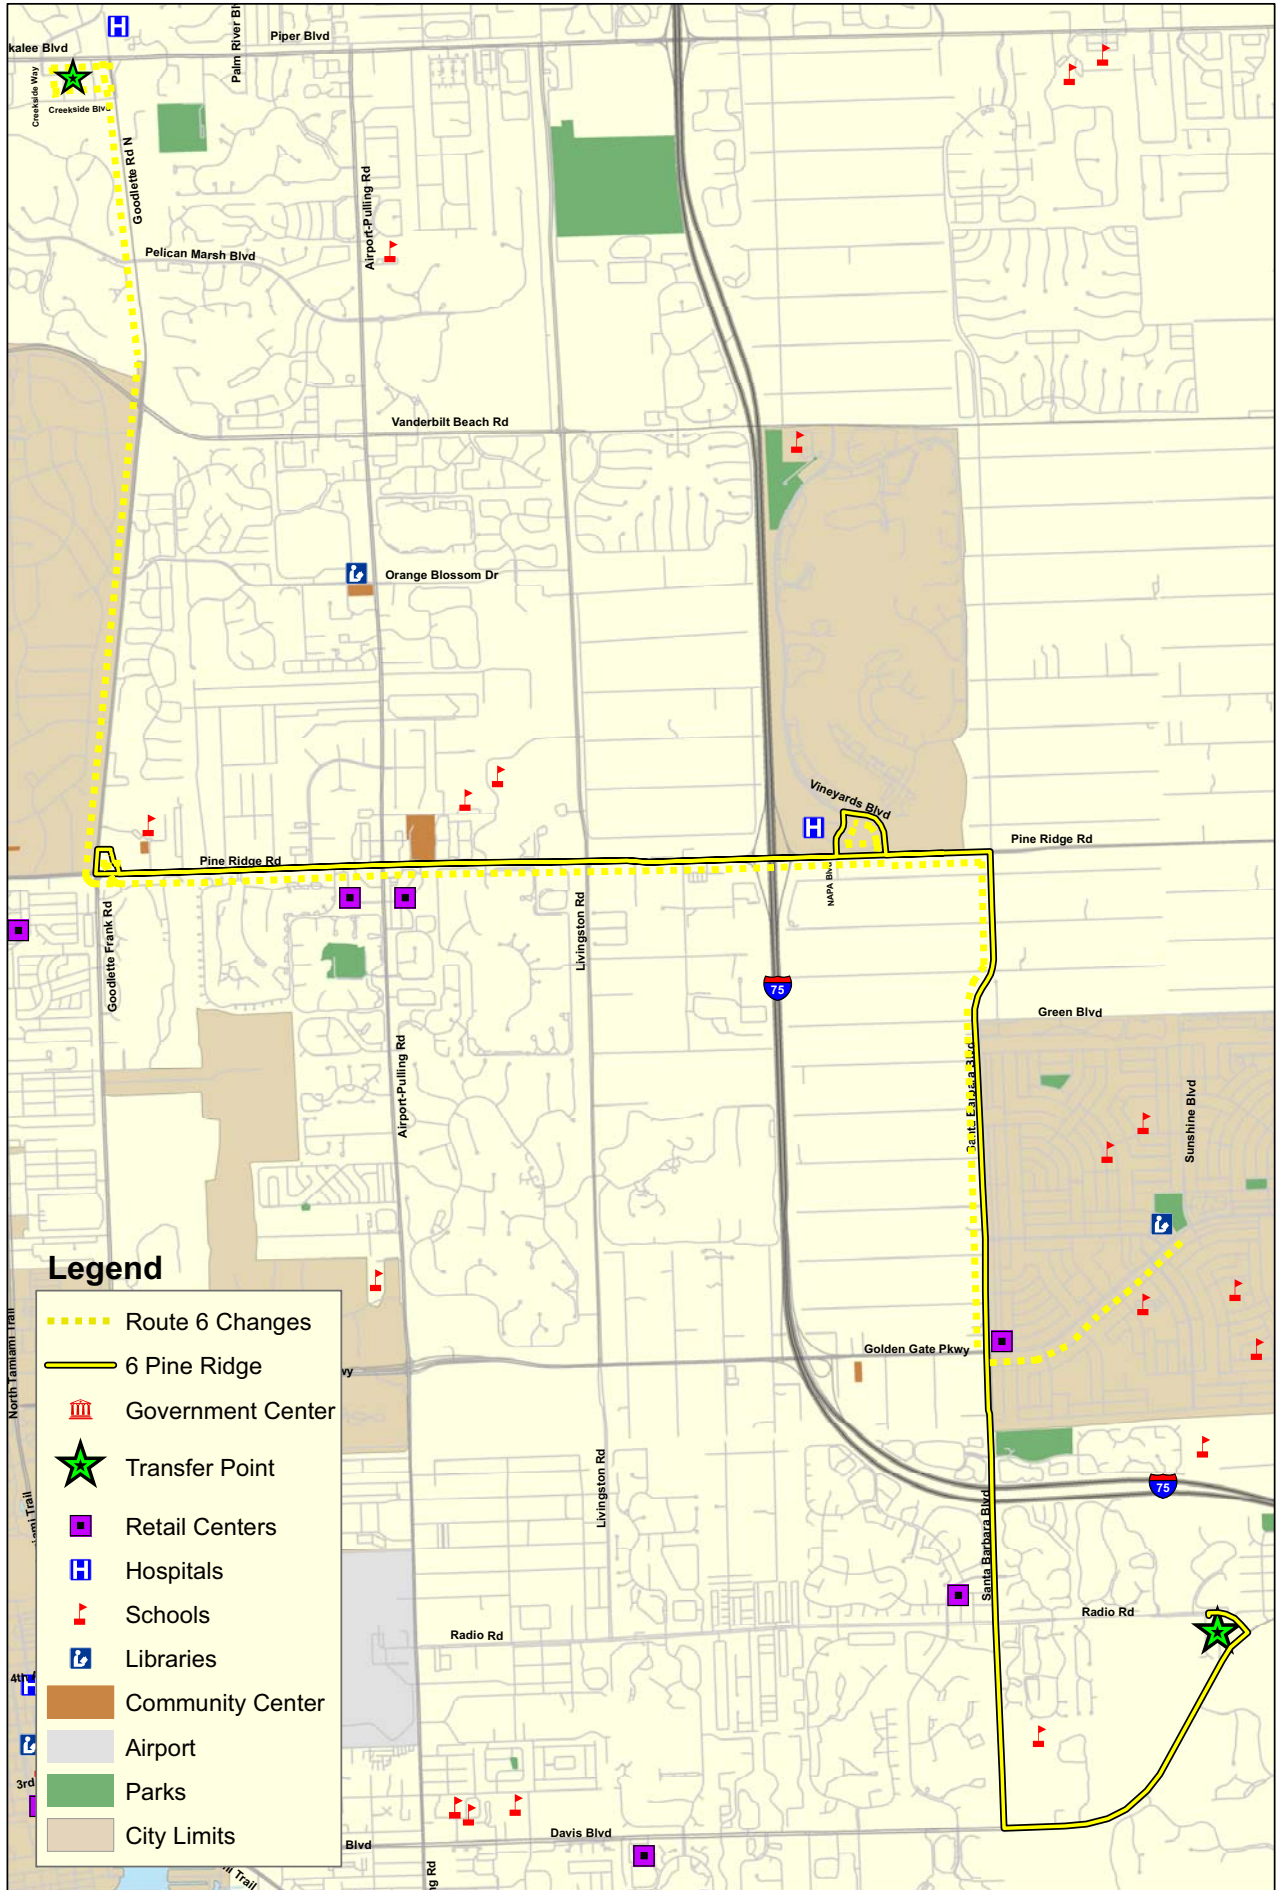 kalee Blvd
Piper Blvd
Creekside Way
Creekside Blvd
Goodlette Rd N
Airport-Pulling Rd
Pelican Marsh Blvd
Vanderbilt Beach Rd
Orange Blossom Dr
Vineyards Blvd
Pine Ridge Rd
Pine Ridge Rd
Goodlette Frank Rd
Livingston Rd
75
Green Blvd
Airport-Pulling Rd
Santa Barbara Blvd
Sunshine Blvd
Golden Gate Pkwy
wy
North Tamiami Trail
Livingston Rd
75
Santa Barbara Blvd
Radio Rd
Radio Rd
4th
3rd
Davis Blvd
Blvd
Legend
Route 6 Changes
6 Pine Ridge
Government Center
Transfer Point
Retail Centers
Hospitals
Schools
Libraries
Community Center
Airport
Parks
City Limits